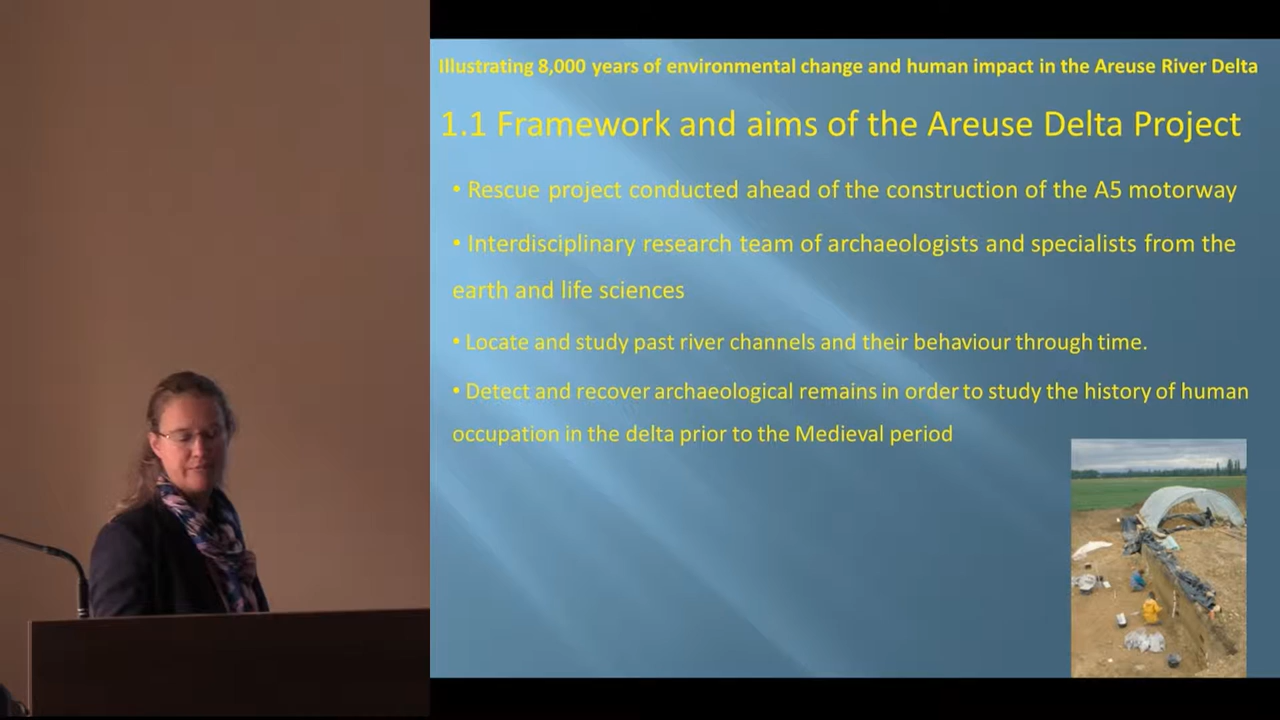 Illustrating 8,000 years of environmental change and human impact in the Areuse River Delta
1.1 Framework and aims of the Areuse Delta Project
• Rescue project conducted ahead of the construction of the A5 motorway
• Interdisciplinary research team of archaeologists and specialists from the
earth and life sciences
• Locate and study past river channels and their behaviour through time.
• Detect and recover archaeological remains in order to study the history of human
occupation in the delta prior to the Medieval period